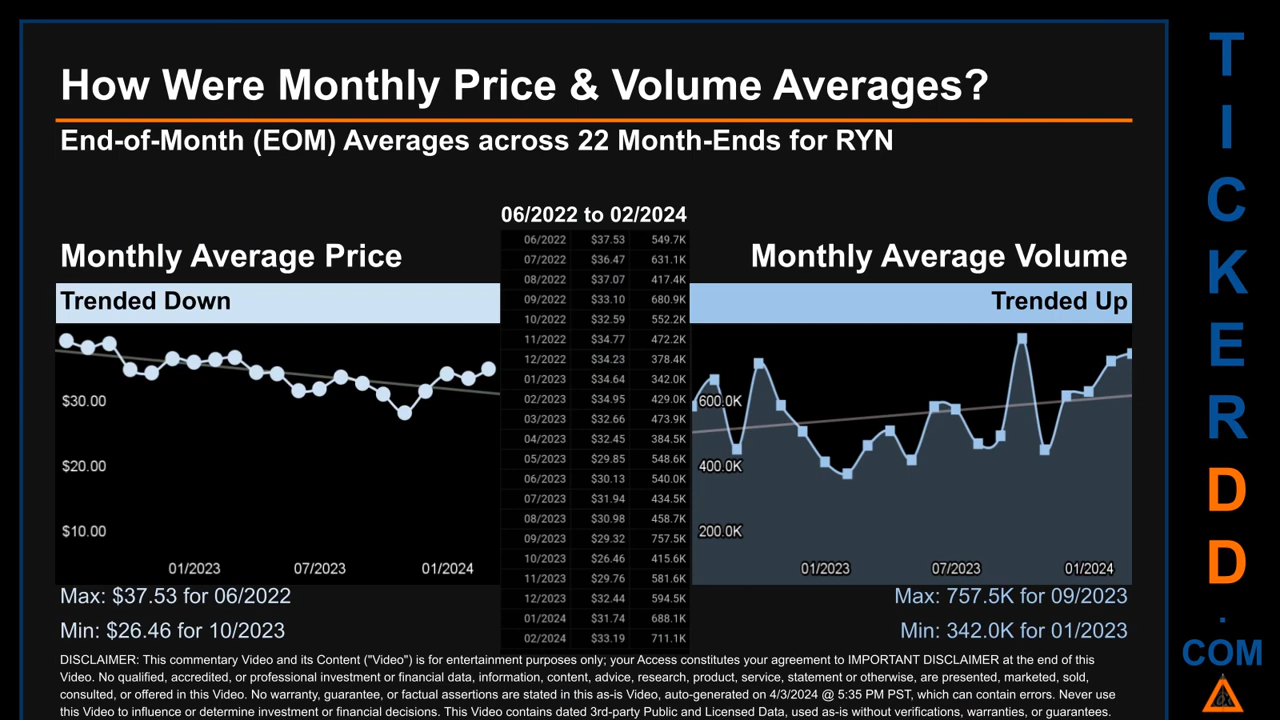 How Were Monthly Price & Volume Averages?
End-of-Month (EOM) Averages across 22 Month-Ends for RYN
06/2022 to 02/2024
Monthly Average Price
Trended Down
$30.00
$20.00
$10.00
01/2023 07/2023 01/2024
Max: $37.53 for 06/2022
Min: $26.46 for 10/2023
06/2022 $37.53 549.7K
07/2022 $36.47 631.1K
08/2022 $37.07 417.4K
09/2022 $33.10 680.9K
10/2022 $32.59 552.2K
11/2022 $34.77 472.2K
12/2022 $34.23 378.4K
01/2023 $34.64 342.0K
02/2023 $34.95 429.0K
03/2023 $32.66 473.9K
04/2023 $32.45 384.5K
05/2023 $29.85 548.6K
06/2023 $30.13 540.0K
07/2023 $31.94 434.5K
08/2023 $30.98 458.7K
09/2023 $29.32 757.5K
10/2023 $26.46 415.6K
11/2023 $29.76 581.6K
12/2023 $32.44 594.5K
01/2024 $31.74 688.1K
02/2024 $33.19 711.1K
Monthly Average Volume
Trended Up
600.0K
400.0K
200.0K
01/2023 07/2023 01/2024
Max: 757.5K for 09/2023
Min: 342.0K for 01/2023
DISCLAIMER: This commentary Video and its Content ("Video") is for entertainment purposes only; your Access constitutes your agreement to IMPORTANT DISCLAIMER at the end of this
Video. No qualified, accredited, or professional investment or financial data, information, content, advice, research, product, service, statement or otherwise, are presented, marketed, sold,
consulted, or offered in this Video. No warranty, guarantee, or factual assertions are stated in this as-is Video, auto-generated on 4/3/2024 @ 5:35 PM PST, which can contain errors. Never use
this Video to influence or determine investment or financial decisions. This Video contains dated 3rd-party Public and Licensed Data, used as-is without verifications, warranties, or guarantees.
T
I
C
K
E
R
D
D
.
COM